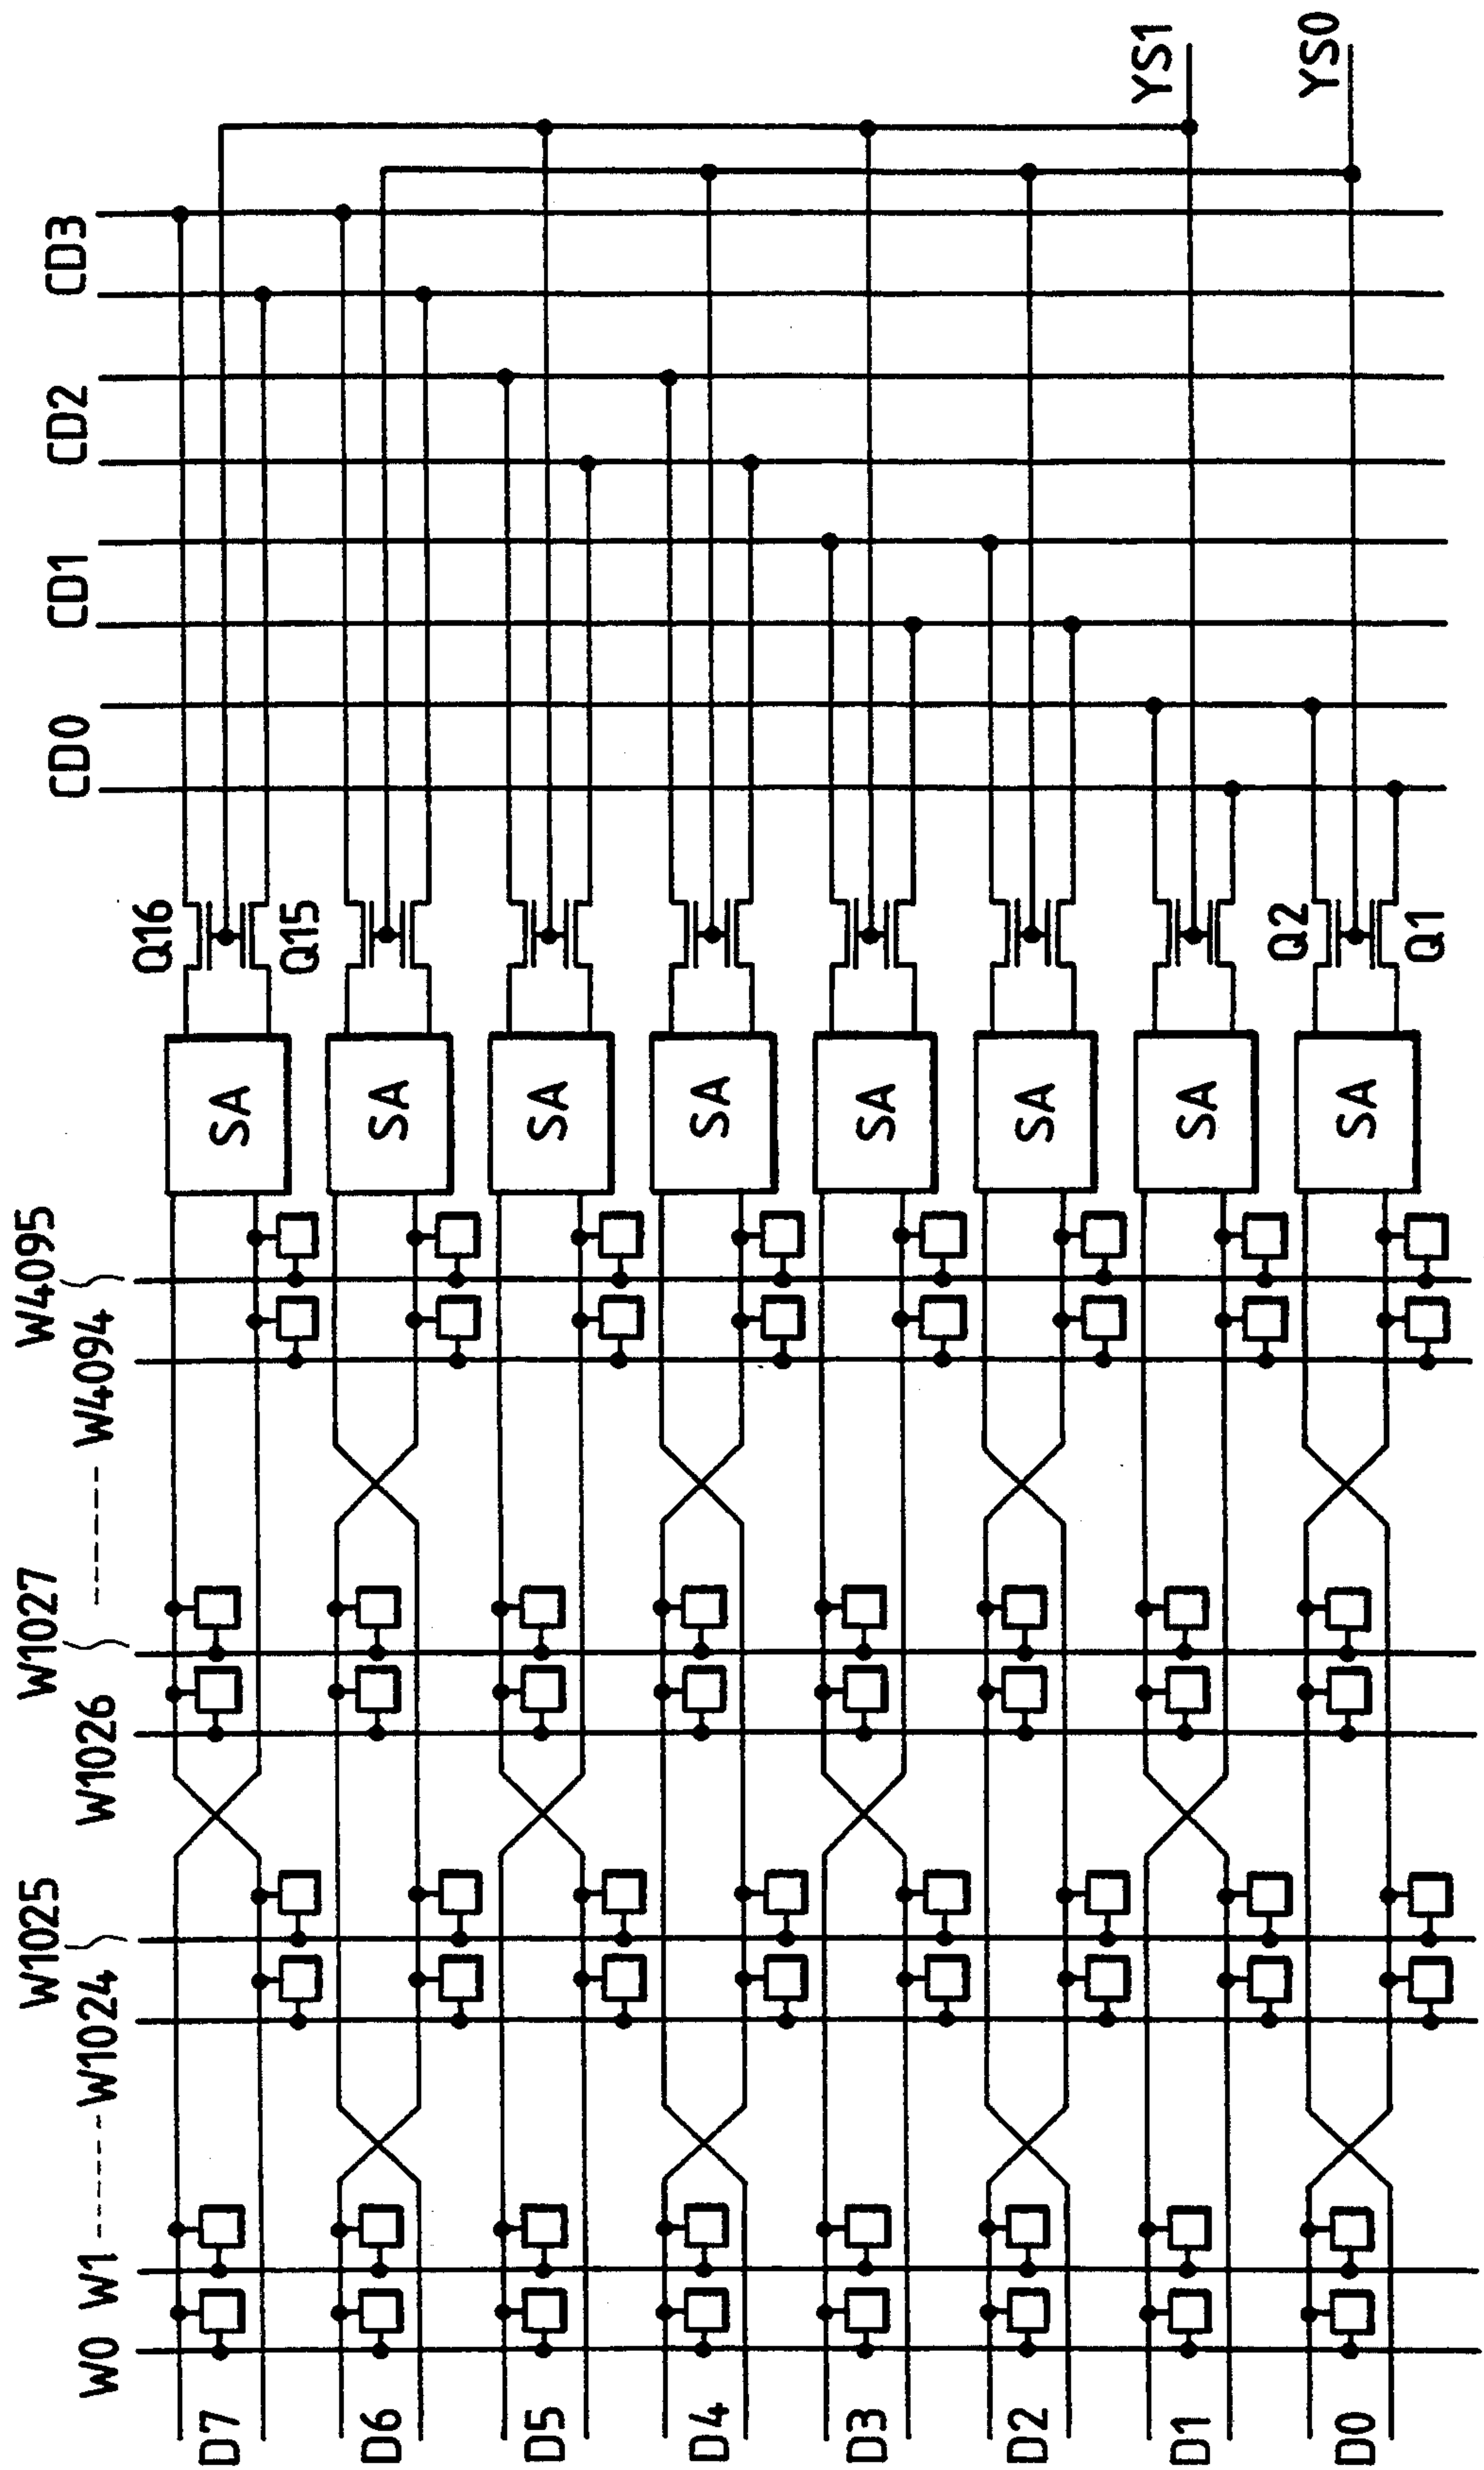 W0 W1 ------ W1024 W1025 W1026 W1027 ------ W4094 W4095
CD0 CD1 CD2 CD3
D7 SA Q16
Q15
D6 SA
D5 SA
D4 SA
D3 SA
D2 SA
D1 SA YS1
Q2
D0 SA YS0
Q1